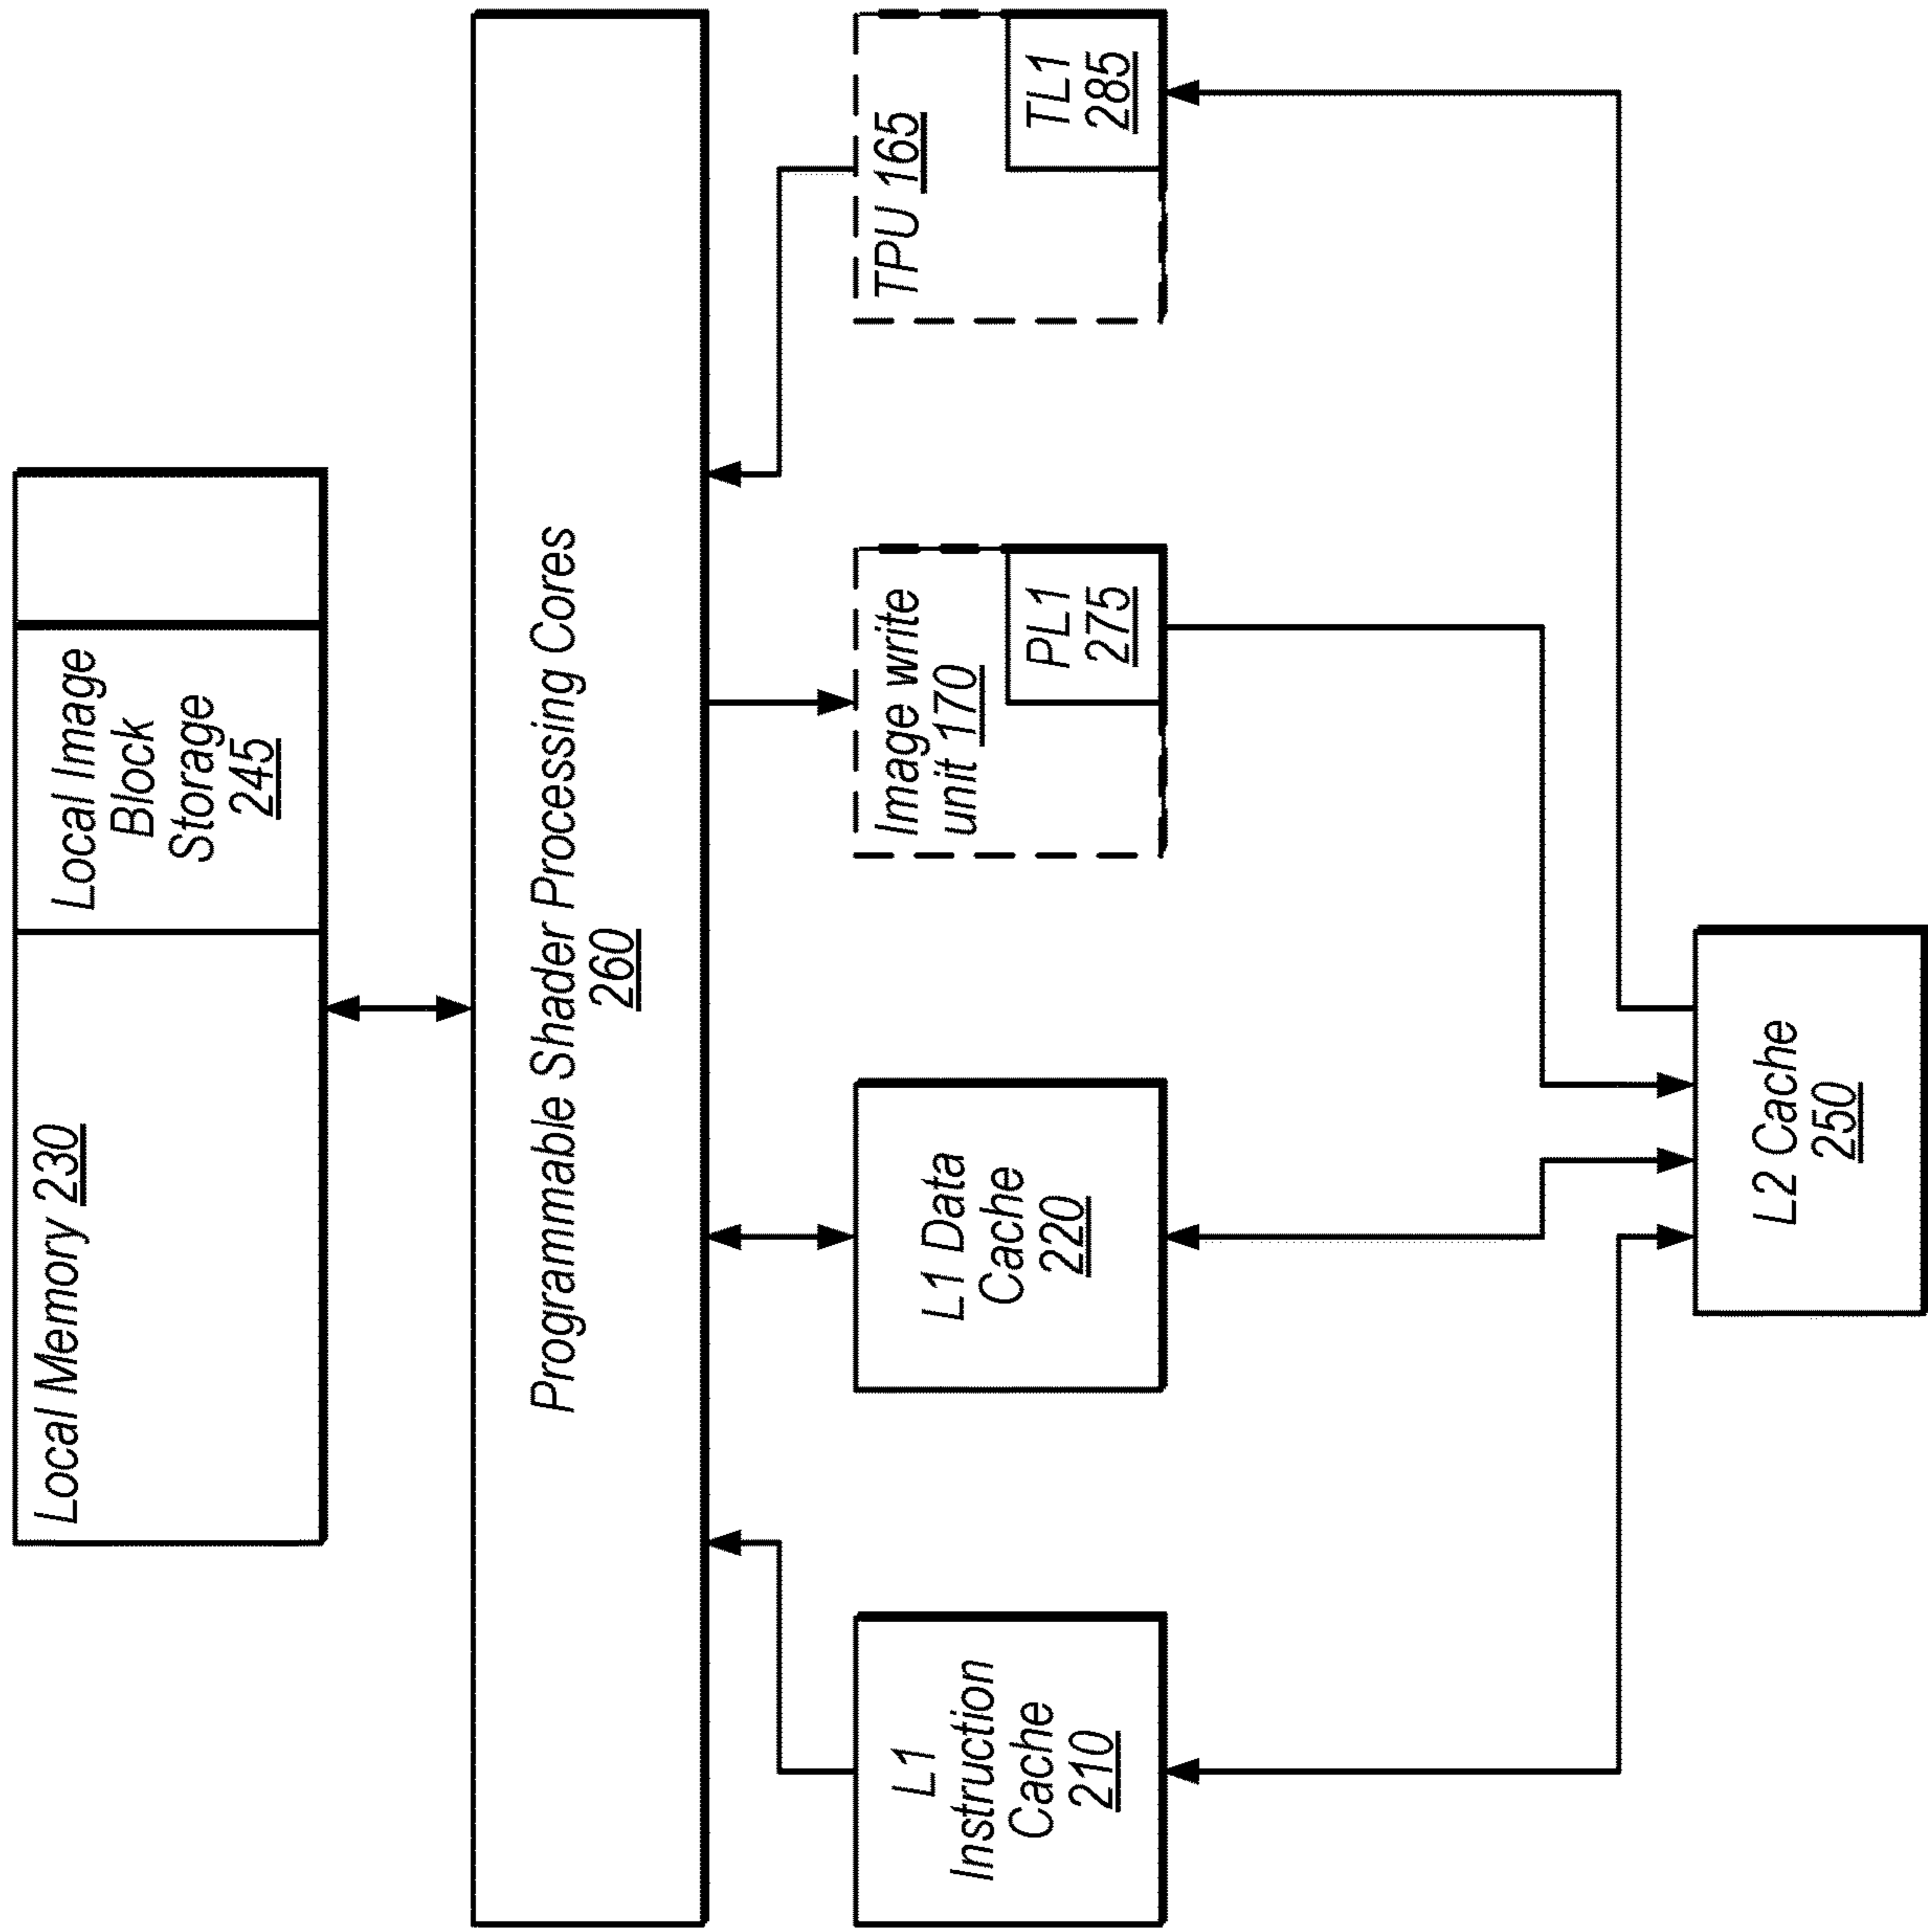 Local Memory 230
Local Image
Block
Storage
245
Programmable Shader Processing Cores
260
L1
Instruction
Cache
210
L1 Data
Cache
220
Image write
unit 170
PL1
275
TPU 165
TL1
285
L2 Cache
250